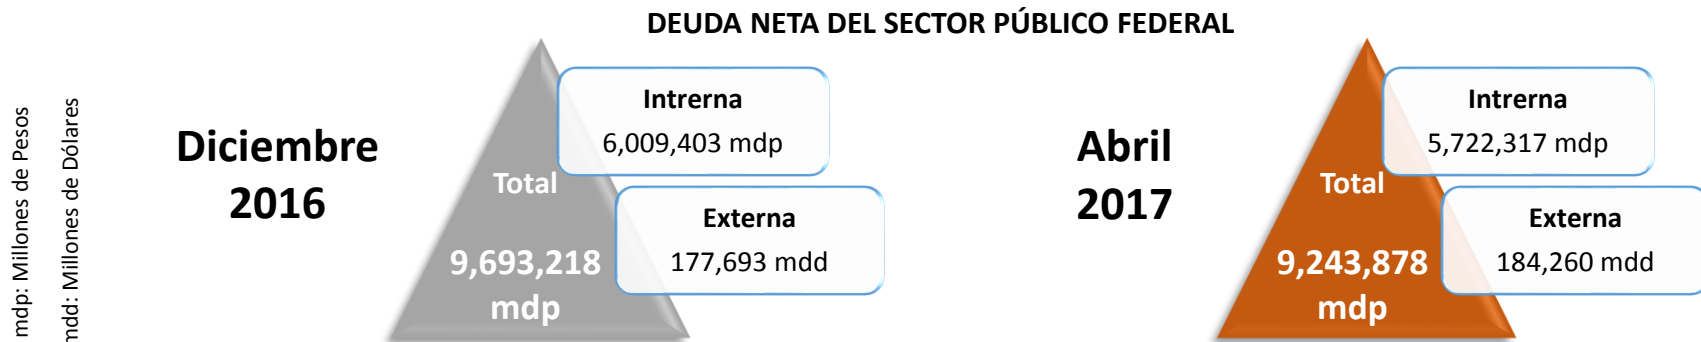 DEUDA NETA DEL SECTOR PÚBLICO FEDERAL
mdp: Millones de Pesos
mdd: Millones de Dólares
Diciembre
2016
Total
9,693,218
mdp
Intrerna
6,009,403 mdp
Externa
177,693 mdd
Abril
2017
Total
9,243,878
mdp
Intrerna
5,722,317 mdp
Externa
184,260 mdd